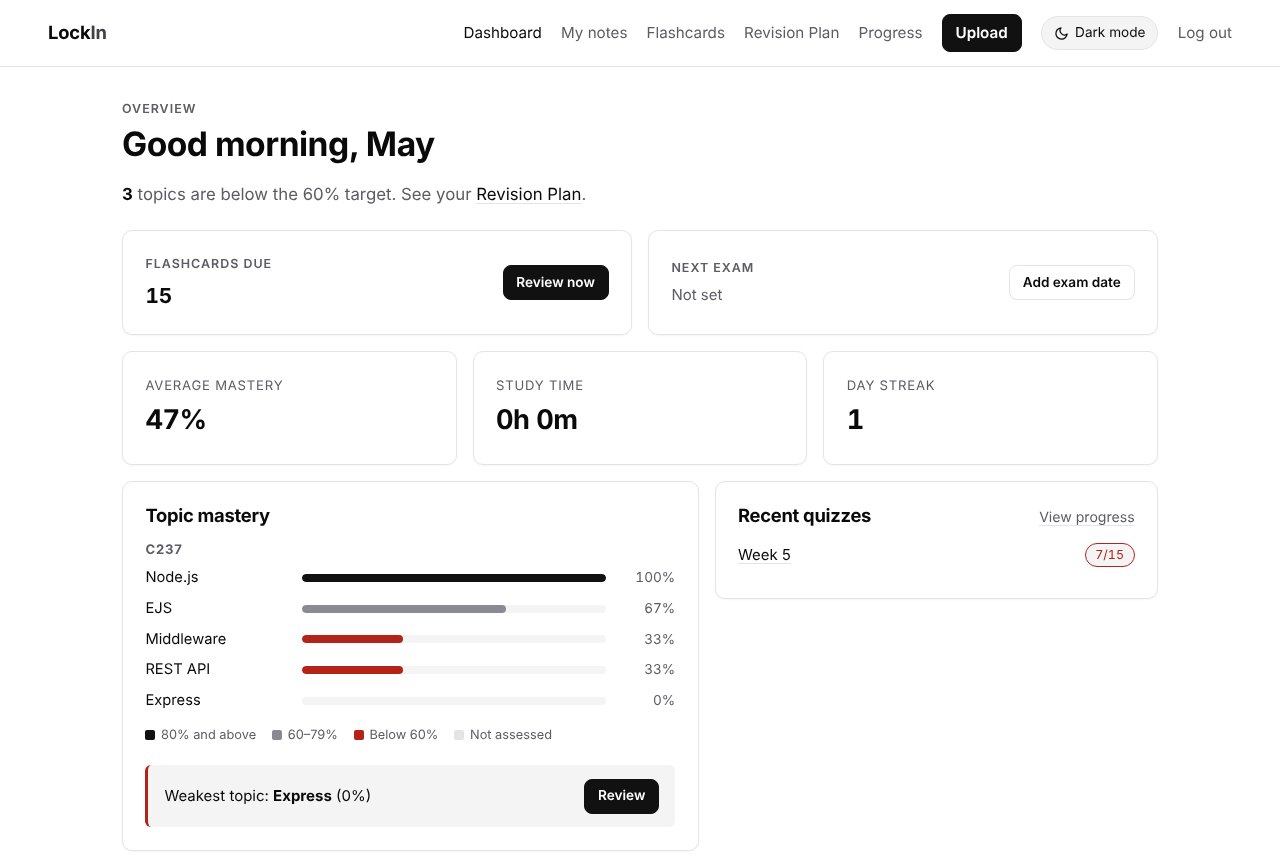 LockIn
Dashboard
My notes
Flashcards
Revision Plan
Progress
Upload
Dark mode
Log out
OVERVIEW
Good morning, May
3 topics are below the 60% target. See your Revision Plan.
FLASHCARDS DUE
15
Review now
NEXT EXAM
Not set
Add exam date
AVERAGE MASTERY
47%
STUDY TIME
0h 0m
DAY STREAK
1
Topic mastery
C237
Node.js 100%
EJS 67%
Middleware 33%
REST API 33%
Express 0%
80% and above
60–79%
Below 60%
Not assessed
Weakest topic: Express (0%)
Review
Recent quizzes
View progress
Week 5
7/15